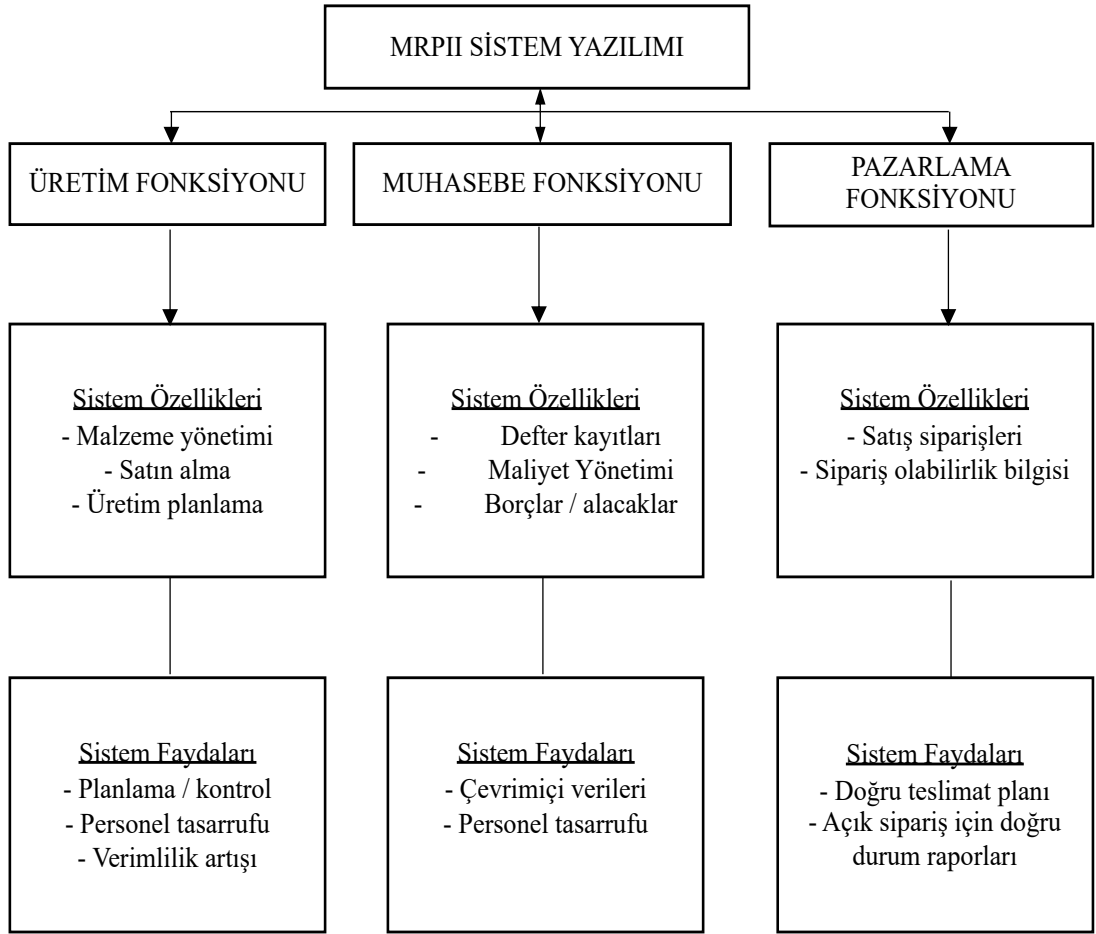 MRPII SİSTEM YAZILIMI
ÜRETİM FONKSİYONU
MUHASEBE FONKSİYONU
PAZARLAMA
FONKSİYONU
Sistem Özellikleri
- Malzeme yönetimi
- Satın alma
- Üretim planlama
Sistem Özellikleri
- Defter kayıtları
- Maliyet Yönetimi
- Borçlar / alacaklar
Sistem Özellikleri
- Satış siparişleri
- Sipariş olabilirlik bilgisi
Sistem Faydaları
- Planlama / kontrol
- Personel tasarrufu
- Verimlilik artışı
Sistem Faydaları
- Çevrimiçi verileri
- Personel tasarrufu
Sistem Faydaları
- Doğru teslimat planı
- Açık sipariş için doğru
durum raporları